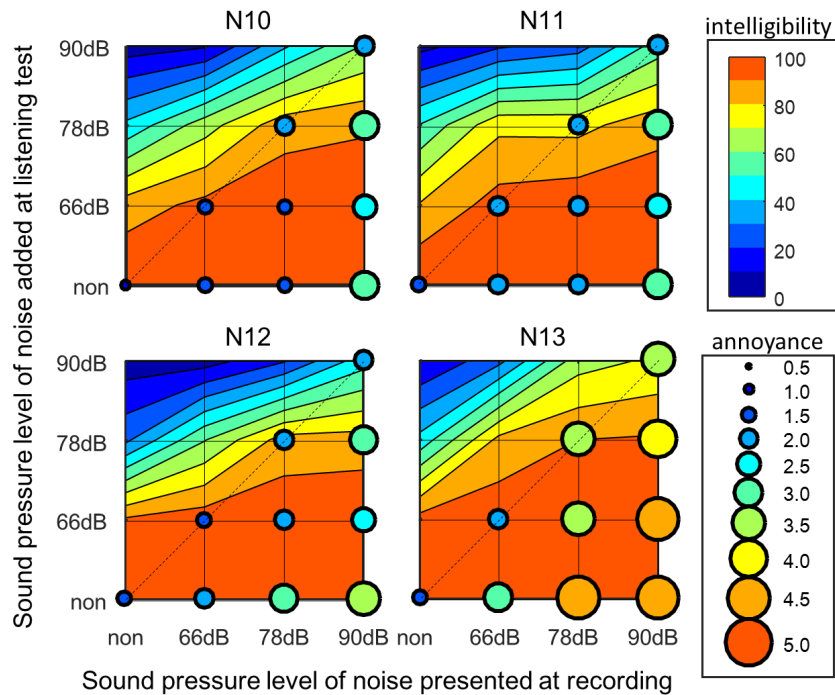 N10
N11
intelligibility
90dB
78dB
66dB
non
100
80
60
40
20
0
N12
N13
annoyance
90dB
78dB
66dB
non
0.5
1.0
1.5
2.0
2.5
3.0
3.5
4.0
4.5
5.0
non
66dB
78dB
90dB
non
66dB
78dB
90dB
Sound pressure level of noise added at listening test
Sound pressure level of noise presented at recording